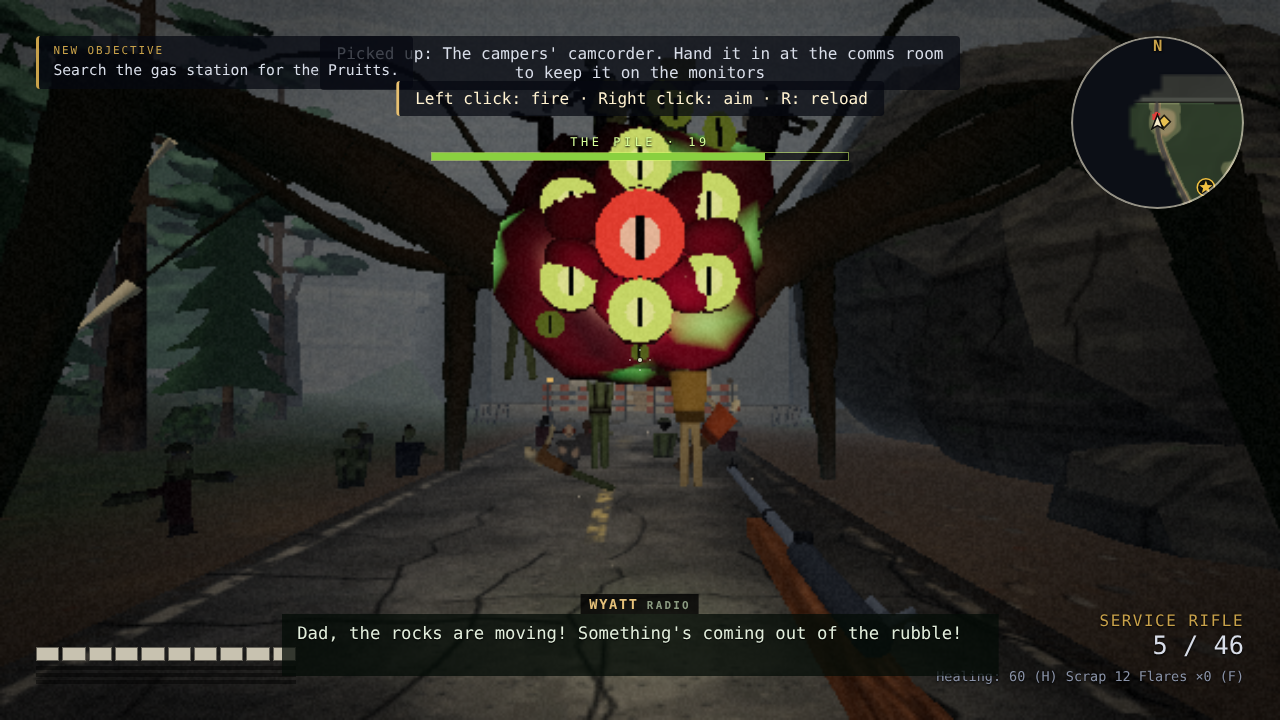 NEW OBJECTIVE
Search the gas station for the Pruitts.
Picked up: The campers' camcorder. Hand it in at the comms room
to keep it on the monitors
Left click: fire · Right click: aim · R: reload
THE PILE · 19
N
WYATT RADIO
Dad, the rocks are moving! Something's coming out of the rubble!
SERVICE RIFLE
5 / 46
Healing: 60 (H) Scrap 12 Flares ×0 (F)